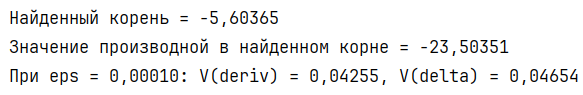 Найденный корень = -5,60365
Значение производной в найденном корне = -23,50351
При eps = 0,00010: V(deriv) = 0,04255, V(delta) = 0,04654